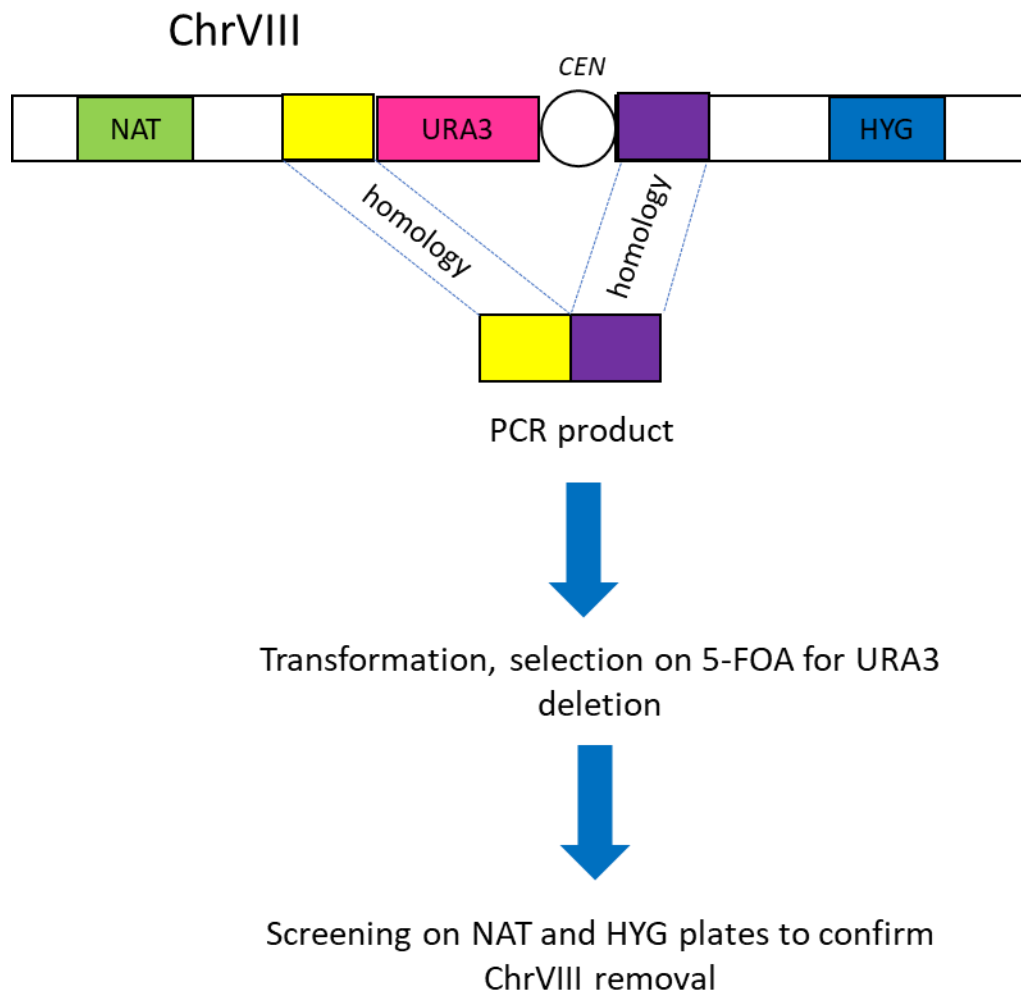 ChrVIII
CEN
NAT
URA3
HYG
homology
homology
PCR product
Transformation, selection on 5-FOA for URA3
deletion
Screening on NAT and HYG plates to confirm
ChrVIII removal